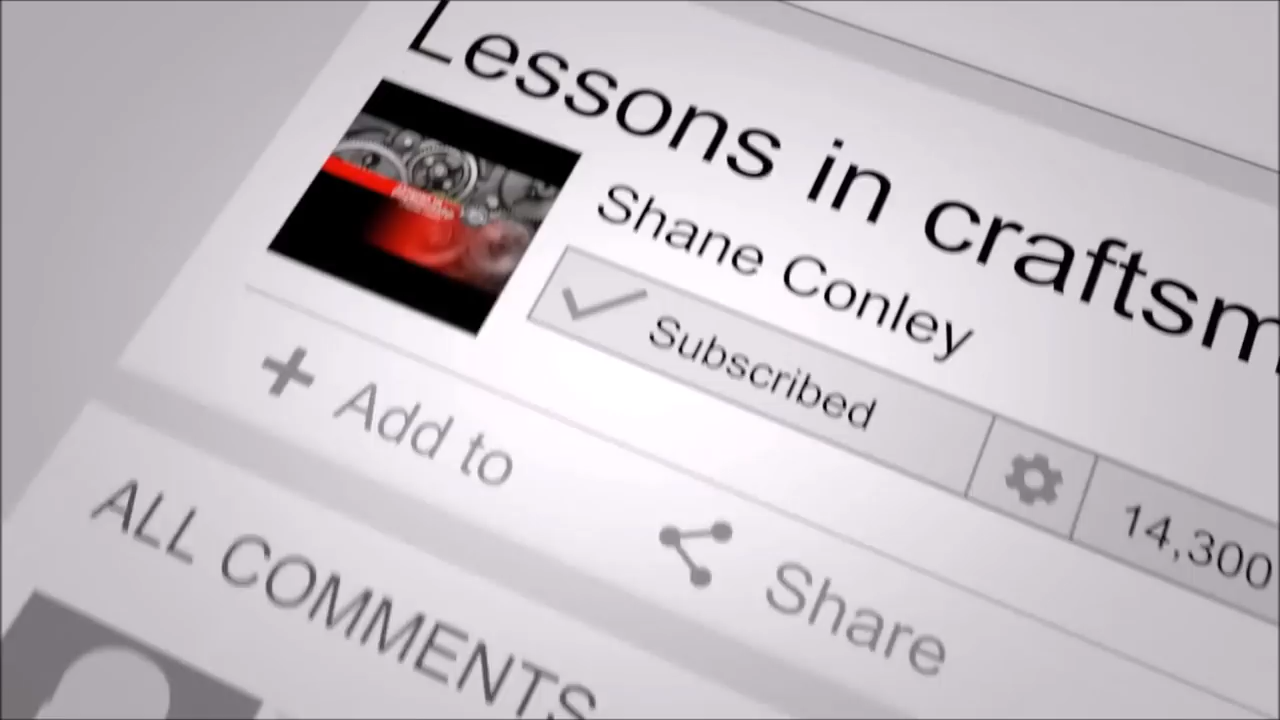 Lessons in craftsm
Shane Conley
Subscribed
14,300
Add to
Share
ALL COMMENTS